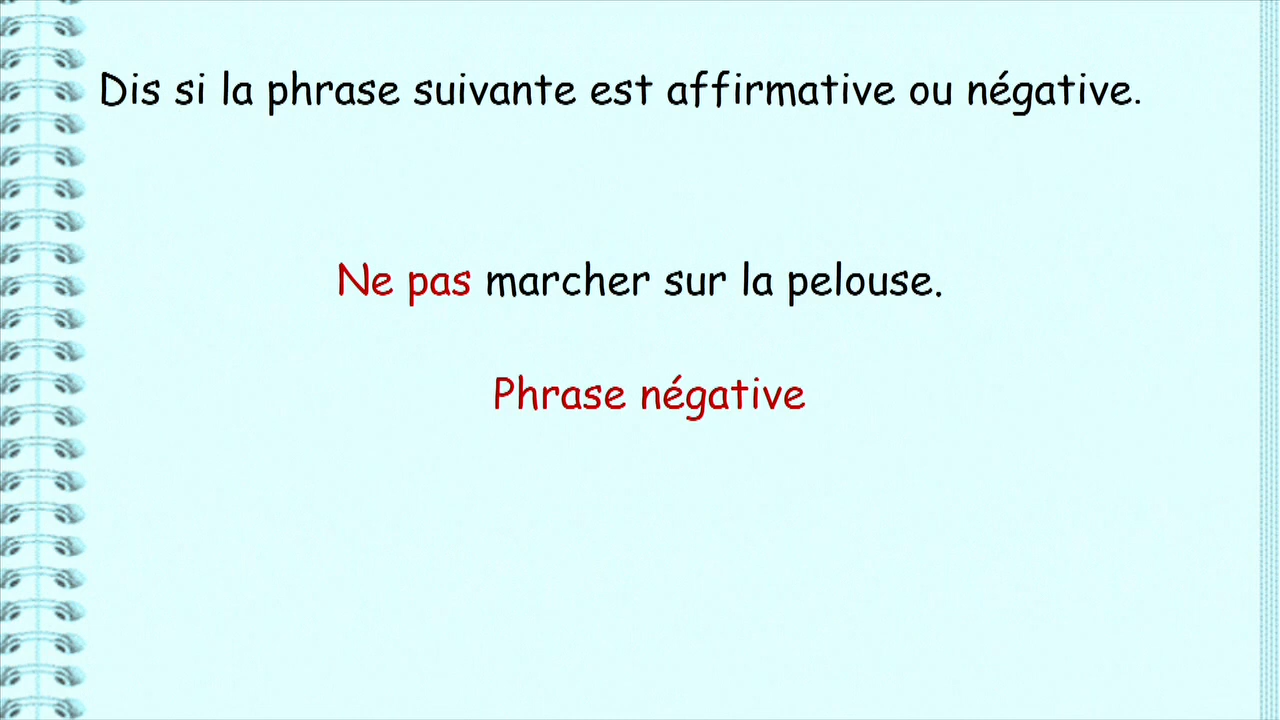 Dis si la phrase suivante est affirmative ou négative.
Ne pas marcher sur la pelouse.
Phrase négative